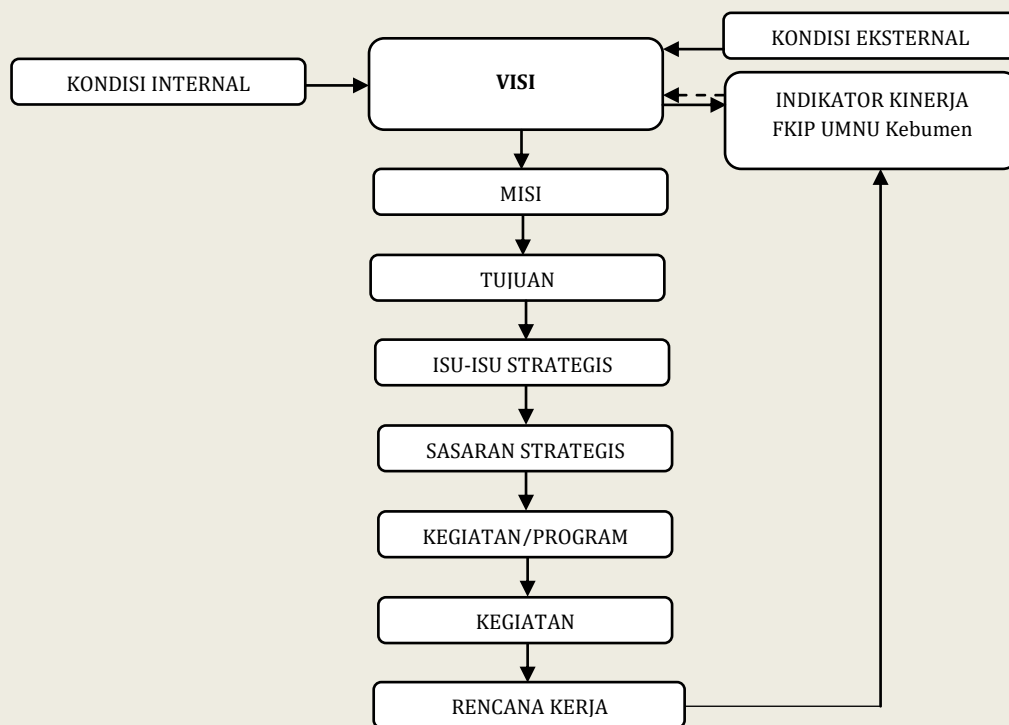 KONDISI EKSTERNAL
KONDISI INTERNAL
VISI
INDIKATOR KINERJA
FKIP UMNU Kebumen
MISI
TUJUAN
ISU-ISU STRATEGIS
SASARAN STRATEGIS
KEGIATAN/PROGRAM
KEGIATAN
RENCANA KERJA